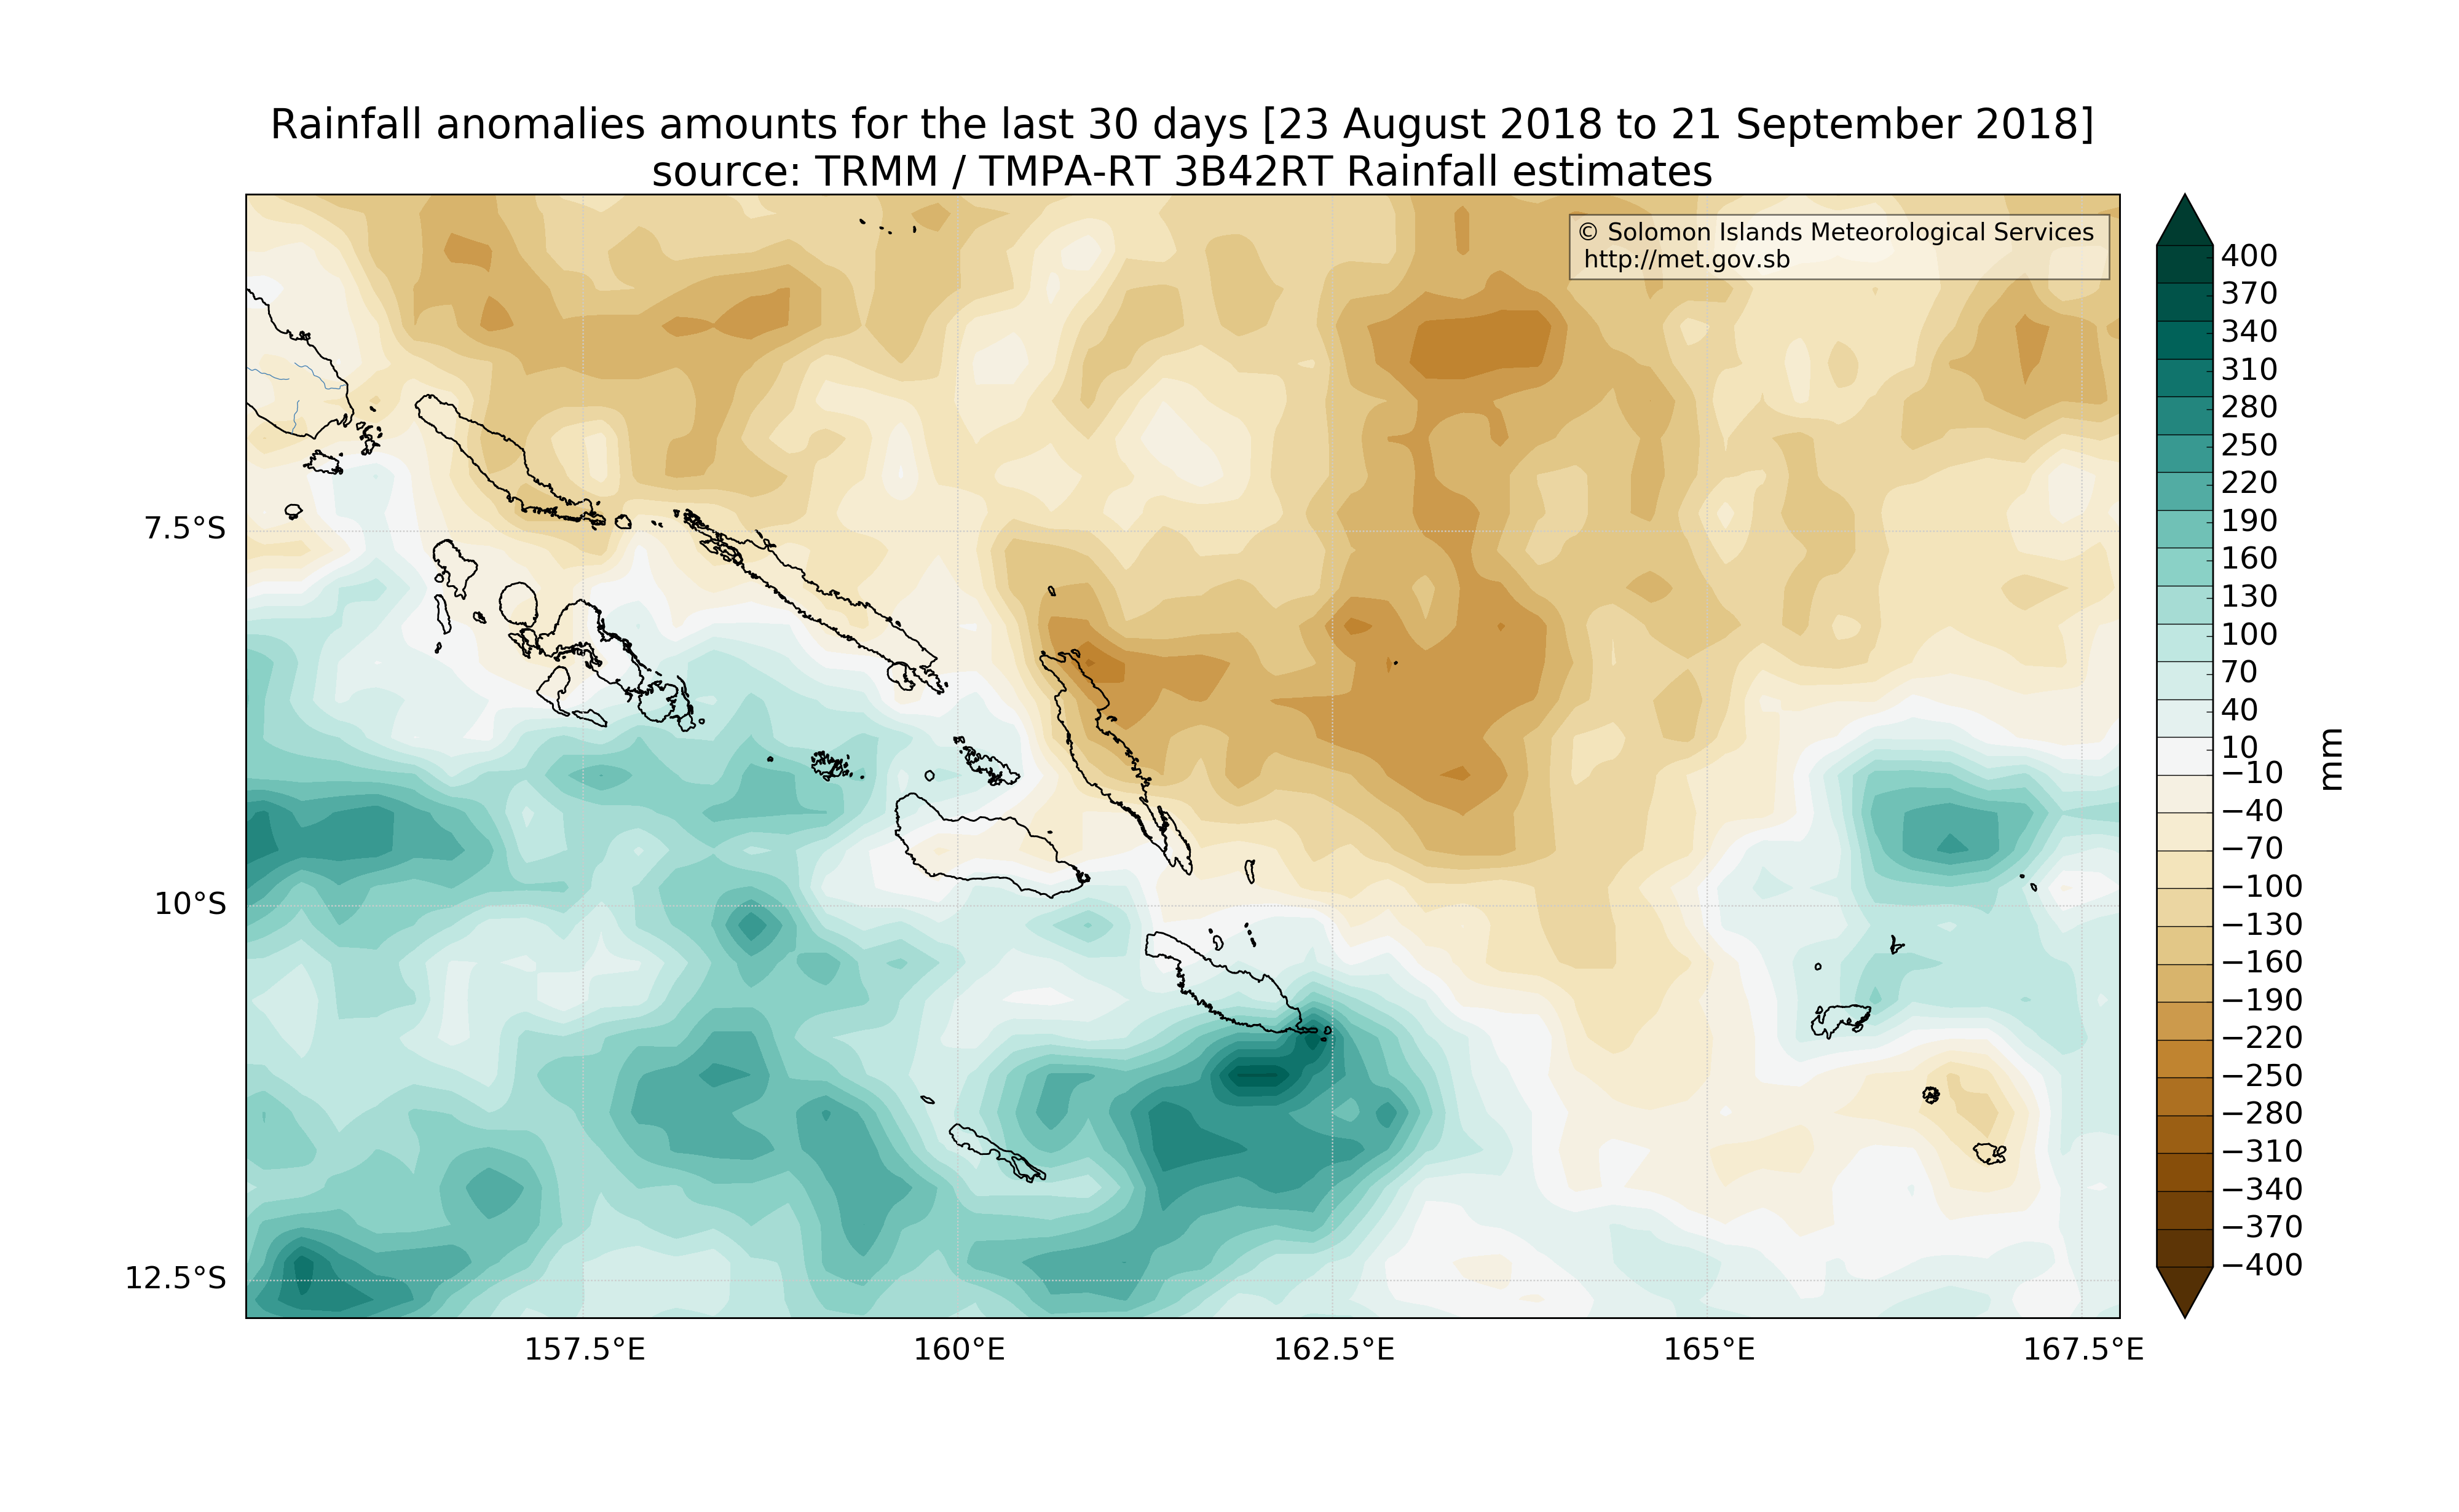 Rainfall anomalies amounts for the last 30 days [23 August 2018 to 21 September 2018]
source: TRMM / TMPA-RT 3B42RT Rainfall estimates
© Solomon Islands Meteorological Services
http://met.gov.sb
7.5°S
10°S
12.5°S
157.5°E
160°E
162.5°E
165°E
167.5°E
400
370
340
310
280
250
220
190
160
130
100
70
40
10
−10
−40
−70
−100
−130
−160
−190
−220
−250
−280
−310
−340
−370
−400
mm